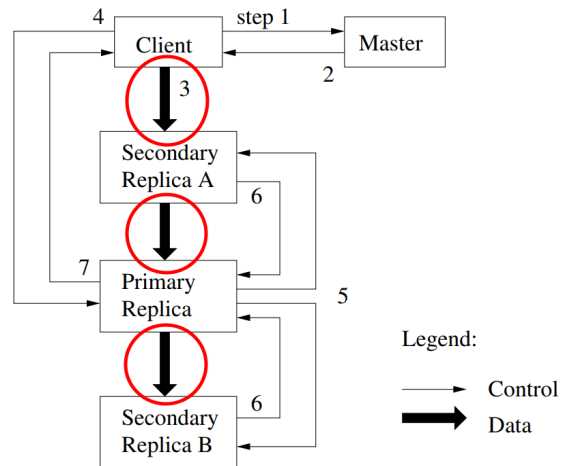 4
step 1
Client
Master
2
3
Secondary
Replica A
6
7
Primary
Replica
5
Legend:
Control
Data
6
Secondary
Replica B